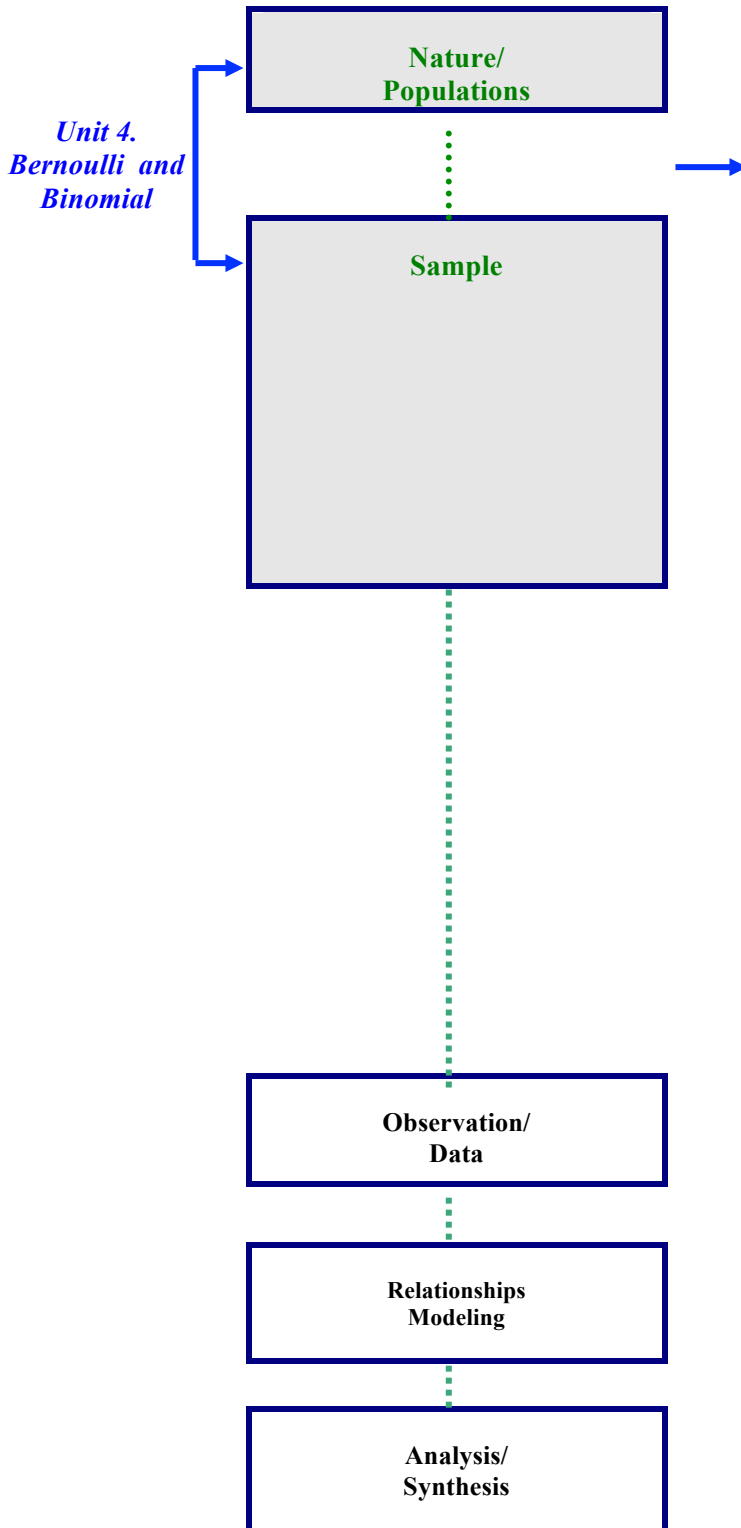 Nature/
Populations
Unit 4.
Bernoulli and
Binomial
Sample
Observation/
Data
Relationships
Modeling
Analysis/
Synthesis